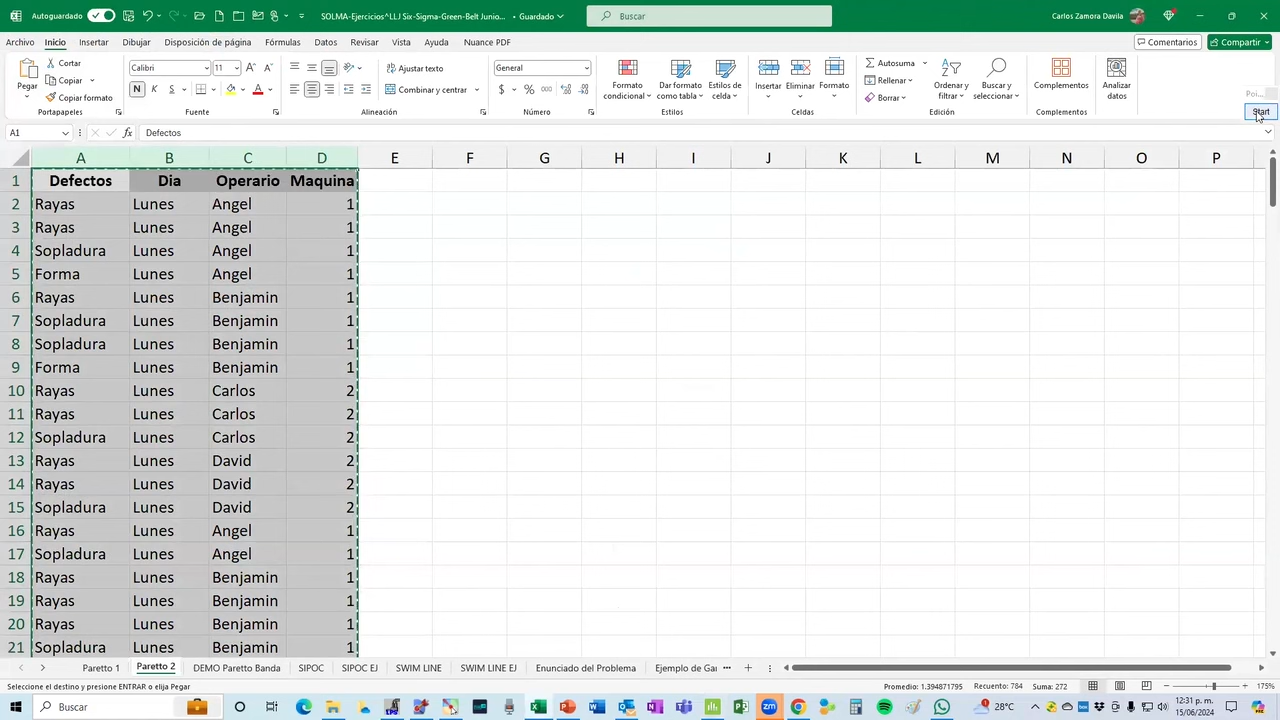 Autoguardado
SOLMA-Ejercicios^LLJ Six-Sigma-Green-Belt Junio... • Guardado
Buscar
Carlos Zamora Davila
Archivo Inicio Insertar Dibujar Disposición de página Fórmulas Datos Revisar Vista Ayuda Nuance PDF
Comentarios Compartir
Pegar
Cortar
Copiar
Copiar formato
Portapapeles
Calibri 11
N K S
Fuente
Ajustar texto
Combinar y centrar
Alineación
General
$ % 000
Número
Formato condicional
Dar formato como tabla
Estilos de celda
Estilos
Insertar Eliminar Formato
Celdas
Autosuma
Rellenar
Borrar
Ordenar y filtrar
Buscar y seleccionar
Edición
Complementos
Complementos
Analizar datos
Poi...
Start
A1 fx Defectos
A B C D E F G H I J K L M N O P
1 Defectos Dia Operario Maquina
2 Rayas Lunes Angel 1
3 Rayas Lunes Angel 1
4 Sopladura Lunes Angel 1
5 Forma Lunes Angel 1
6 Rayas Lunes Benjamin 1
7 Sopladura Lunes Benjamin 1
8 Sopladura Lunes Benjamin 1
9 Forma Lunes Benjamin 1
10 Rayas Lunes Carlos 2
11 Rayas Lunes Carlos 2
12 Sopladura Lunes Carlos 2
13 Rayas Lunes David 2
14 Rayas Lunes David 2
15 Sopladura Lunes David 2
16 Rayas Lunes Angel 1
17 Sopladura Lunes Angel 1
18 Rayas Lunes Benjamin 1
19 Rayas Lunes Benjamin 1
20 Rayas Lunes Benjamin 1
21 Sopladura Lunes Benjamin 1
Paretto 1 Paretto 2 DEMO Paretto Banda SIPOC SIPOC EJ SWIM LINE SWIM LINE EJ Enunciado del Problema Ejemplo de Ga
Seleccione el destino y presione ENTRAR o elija Pegar
Promedio: 1.394871795 Recuento: 784 Suma: 272
175%
Buscar
28°C
12:31 p. m.
15/06/2024